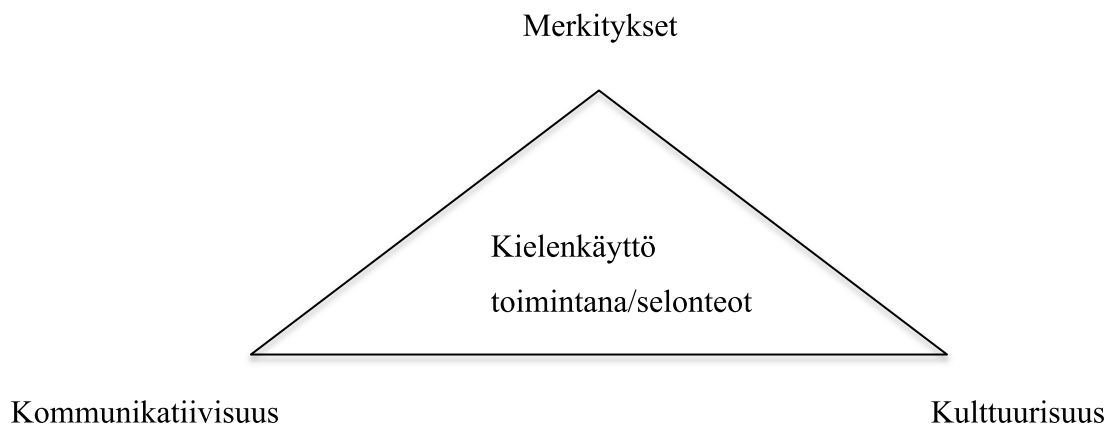 Merkitykset
Kielenkäyttö
toimintana/selonteot
Kommunikatiivisuus
Kulttuurisuus